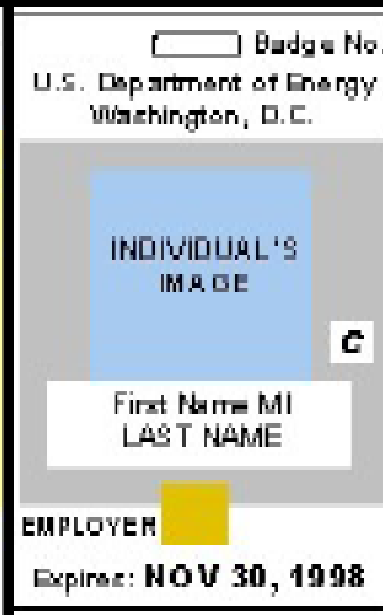 Badge No.
U.S. Department of Energy
Washington, D.C.
INDIVIDUAL'S
IMAGE
C
First Name MI
LAST NAME
EMPLOYER
Expires: NOV 30, 1998